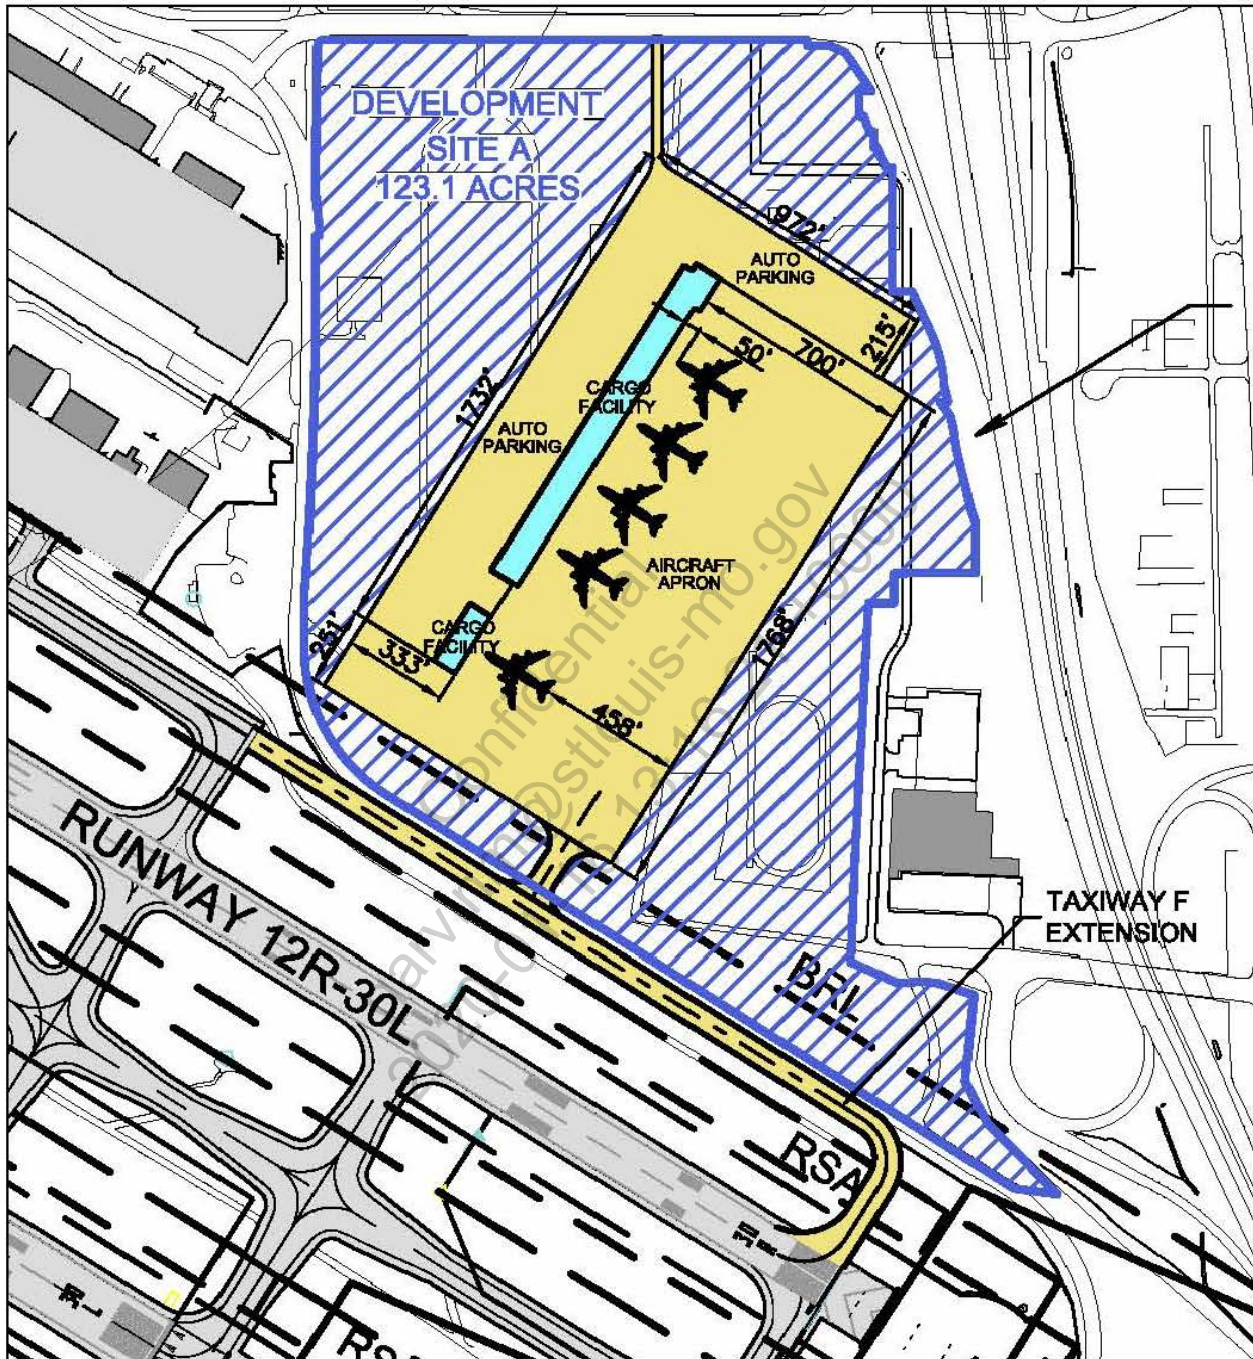 DEVELOPMENT
SITE A
123.1 ACRES
972'
AUTO
PARKING
215'
50'
700'
CARGO
FACILITY
1732'
AUTO
PARKING
AIRCRAFT
APRON
251'
333'
CARGO
FACILITY
1768'
458'
Confidential
RUNWAY 12R-30L
TAXIWAY F
EXTENSION
BRL
RSA